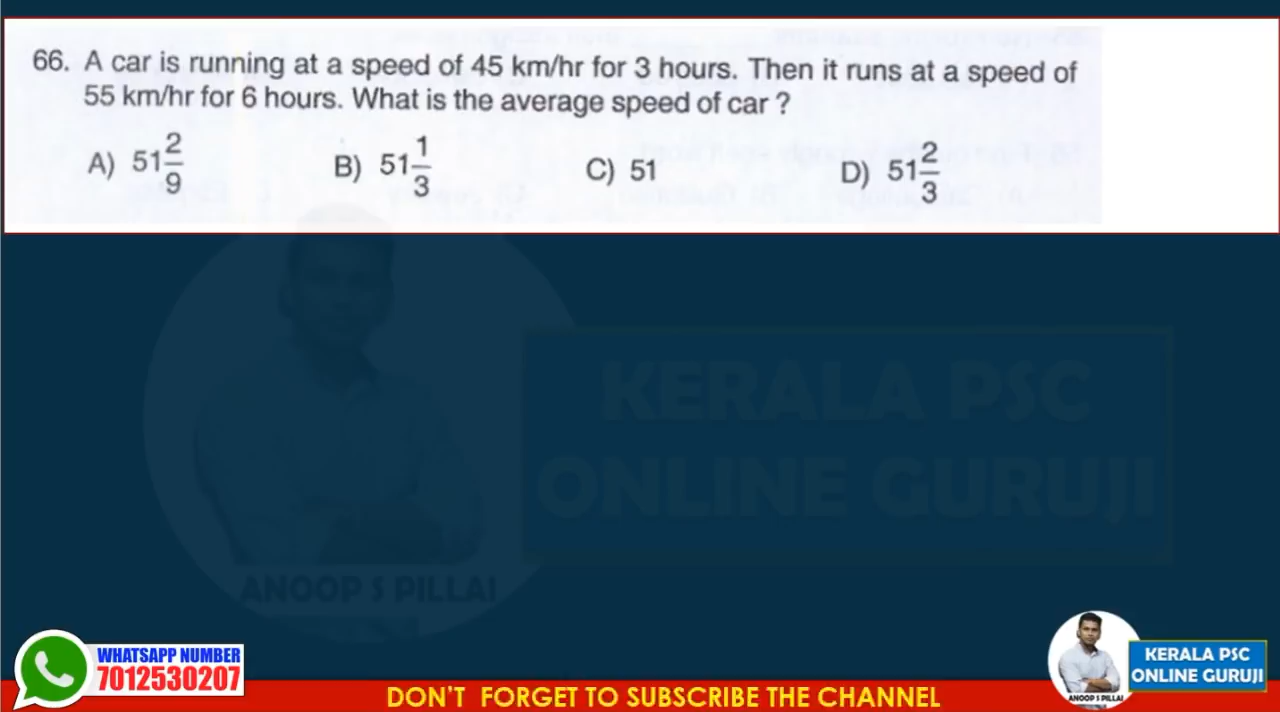 66. A car is running at a speed of 45 km/hr for 3 hours. Then it runs at a speed of
55 km/hr for 6 hours. What is the average speed of car ?
A) 51 2/9 B) 51 1/3 C) 51 D) 51 2/3
KERALA PSC
ONLINE GURUJI
ANOOP S PILLAI
WHATSAPP NUMBER
7012530207
DON'T FORGET TO SUBSCRIBE THE CHANNEL
ANOOP S PILLAI
KERALA PSC
ONLINE GURUJI